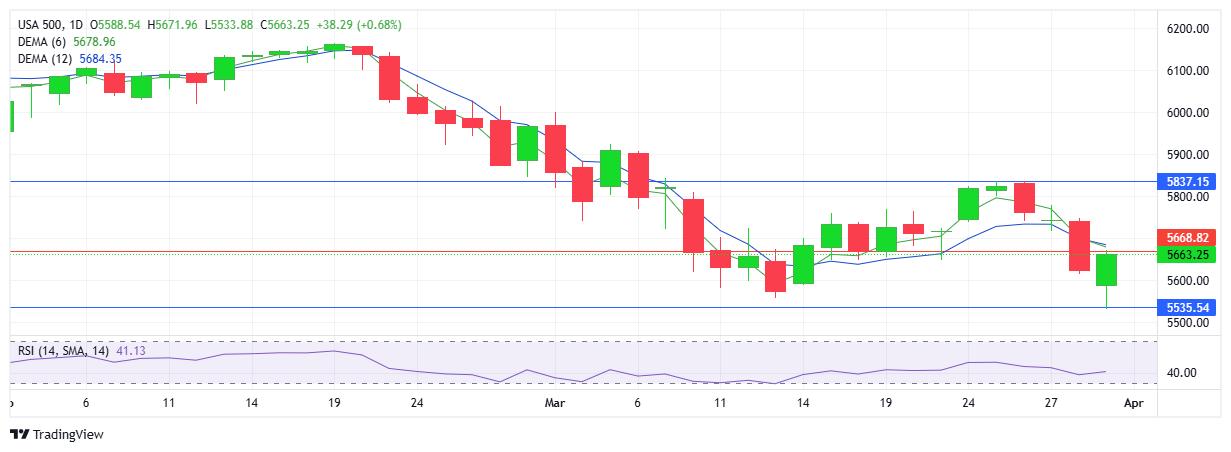 USA 500, 1D O5588.54 H5671.96 L5533.88 C5663.25 +38.29 (+0.68%)
DEMA (6) 5678.96
DEMA (12) 5684.35
6200.00
6100.00
6000.00
5900.00
5837.15
5800.00
5668.82
5663.25
5600.00
5535.54
5500.00
RSI (14, SMA, 14) 41.13
40.00
6 11 14 19 24 Mar 6 11 14 19 24 27 Apr
TradingView